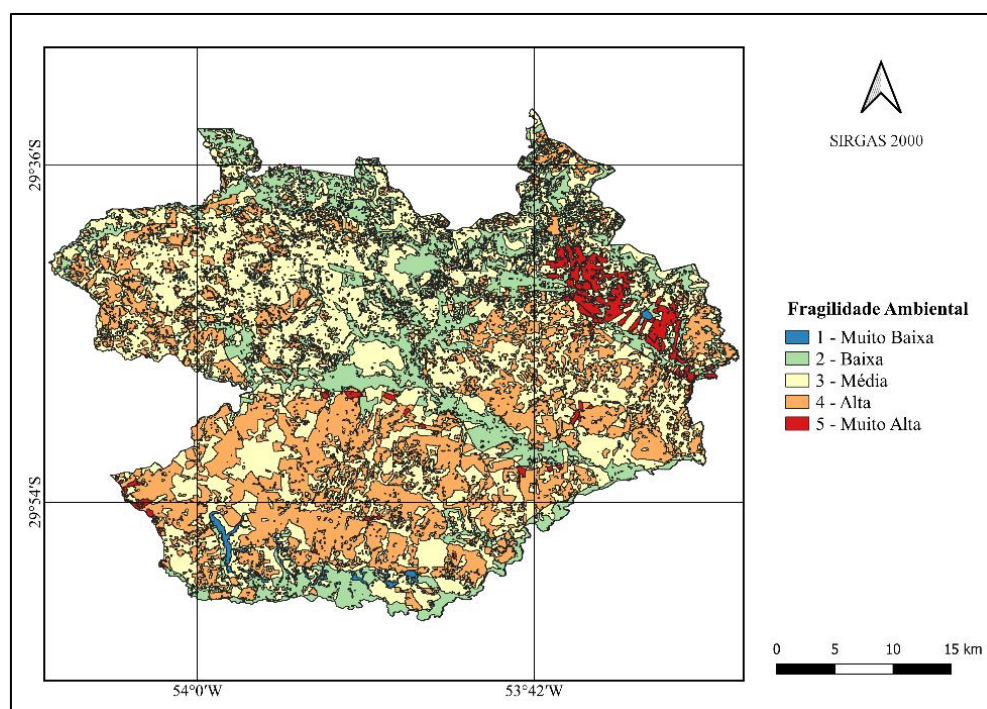 SIRGAS 2000
29°36'S
29°54'S
Fragilidade Ambiental
1 - Muito Baixa
2 - Baixa
3 - Média
4 - Alta
5 - Muito Alta
0 5 10 15 km
54°0'W
53°42'W